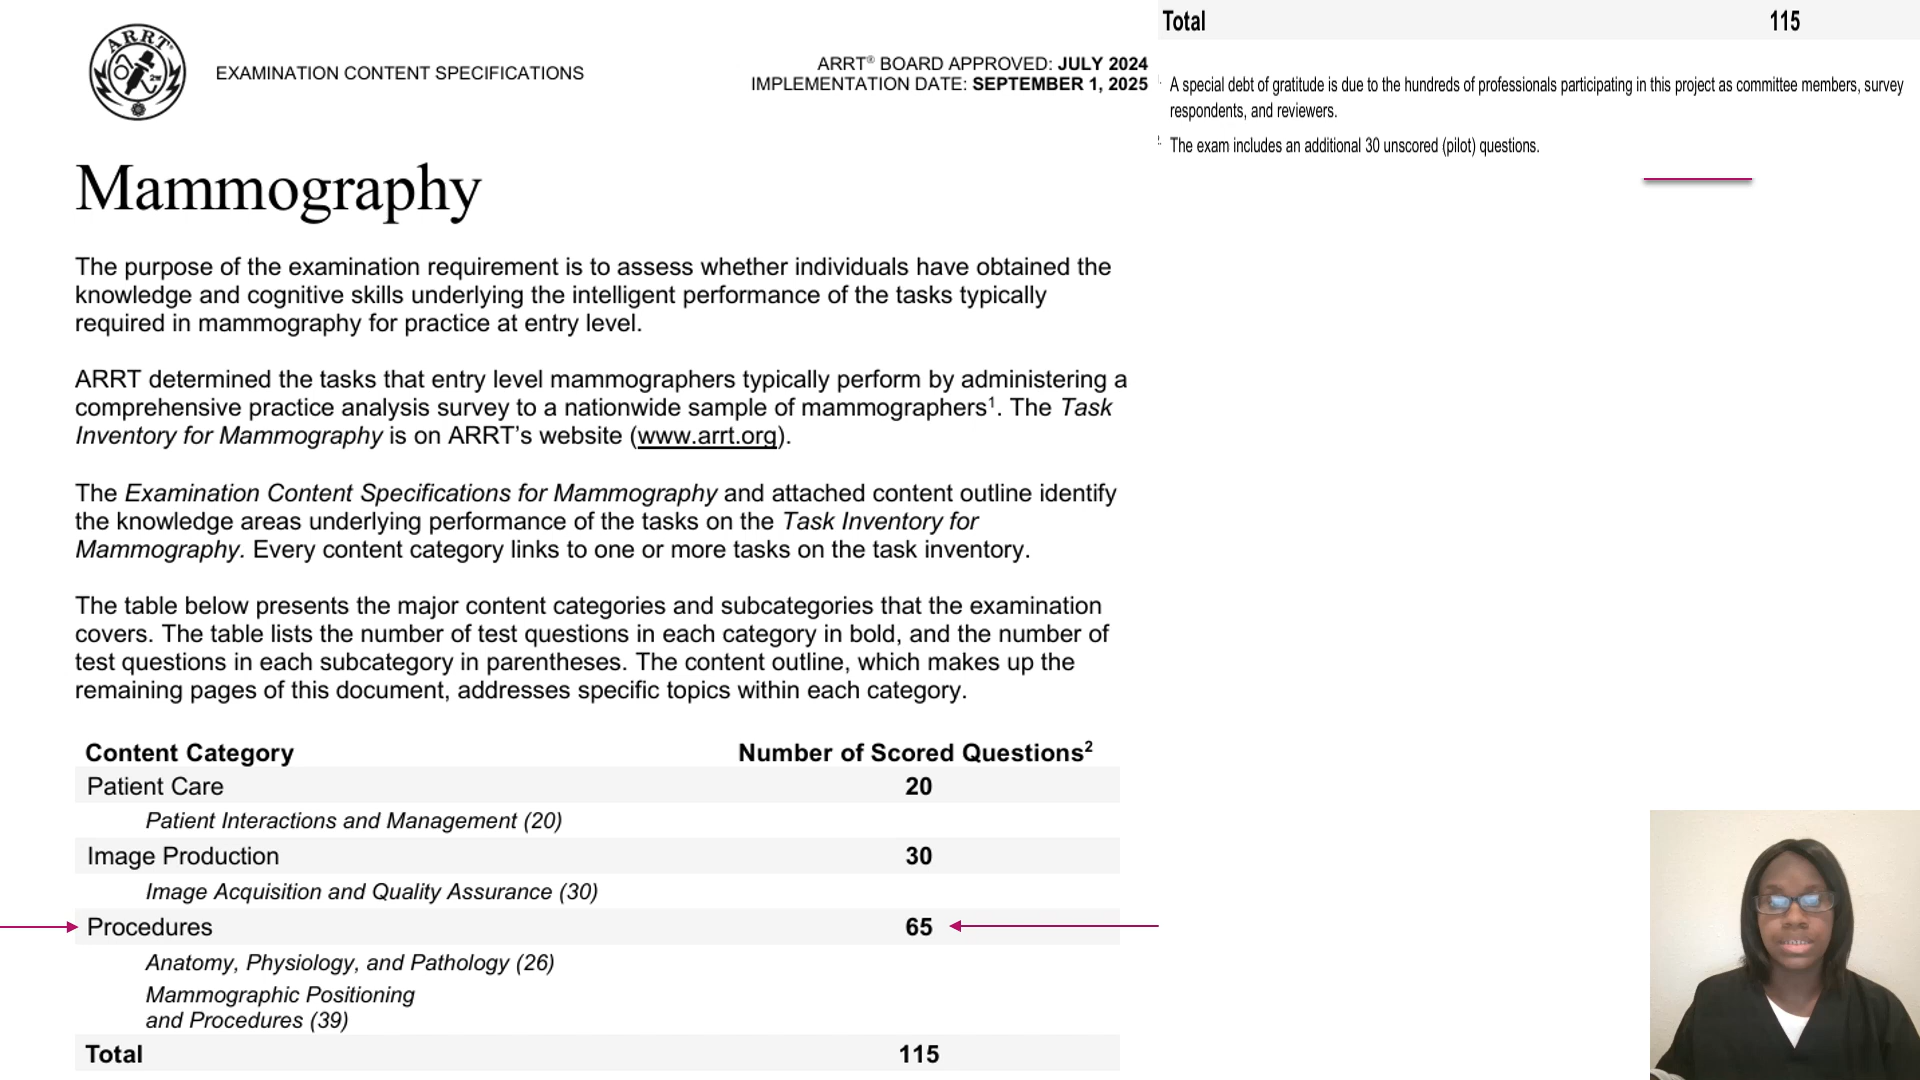 ARRT®
EXAMINATION CONTENT SPECIFICATIONS
ARRT® BOARD APPROVED: JULY 2024
IMPLEMENTATION DATE: SEPTEMBER 1, 2025
Mammography
The purpose of the examination requirement is to assess whether individuals have obtained the
knowledge and cognitive skills underlying the intelligent performance of the tasks typically
required in mammography for practice at entry level.
ARRT determined the tasks that entry level mammographers typically perform by administering a
comprehensive practice analysis survey to a nationwide sample of mammographers¹. The Task
Inventory for Mammography is on ARRT’s website (www.arrt.org).
The Examination Content Specifications for Mammography and attached content outline identify
the knowledge areas underlying performance of the tasks on the Task Inventory for
Mammography. Every content category links to one or more tasks on the task inventory.
The table below presents the major content categories and subcategories that the examination
covers. The table lists the number of test questions in each category in bold, and the number of
test questions in each subcategory in parentheses. The content outline, which makes up the
remaining pages of this document, addresses specific topics within each category.
Content Category Number of Scored Questions²
Patient Care 20
Patient Interactions and Management (20)
Image Production 30
Image Acquisition and Quality Assurance (30)
Procedures 65
Anatomy, Physiology, and Pathology (26)
Mammographic Positioning
and Procedures (39)
Total 115
Total 115
A special debt of gratitude is due to the hundreds of professionals participating in this project as committee members, survey
respondents, and reviewers.
The exam includes an additional 30 unscored (pilot) questions.